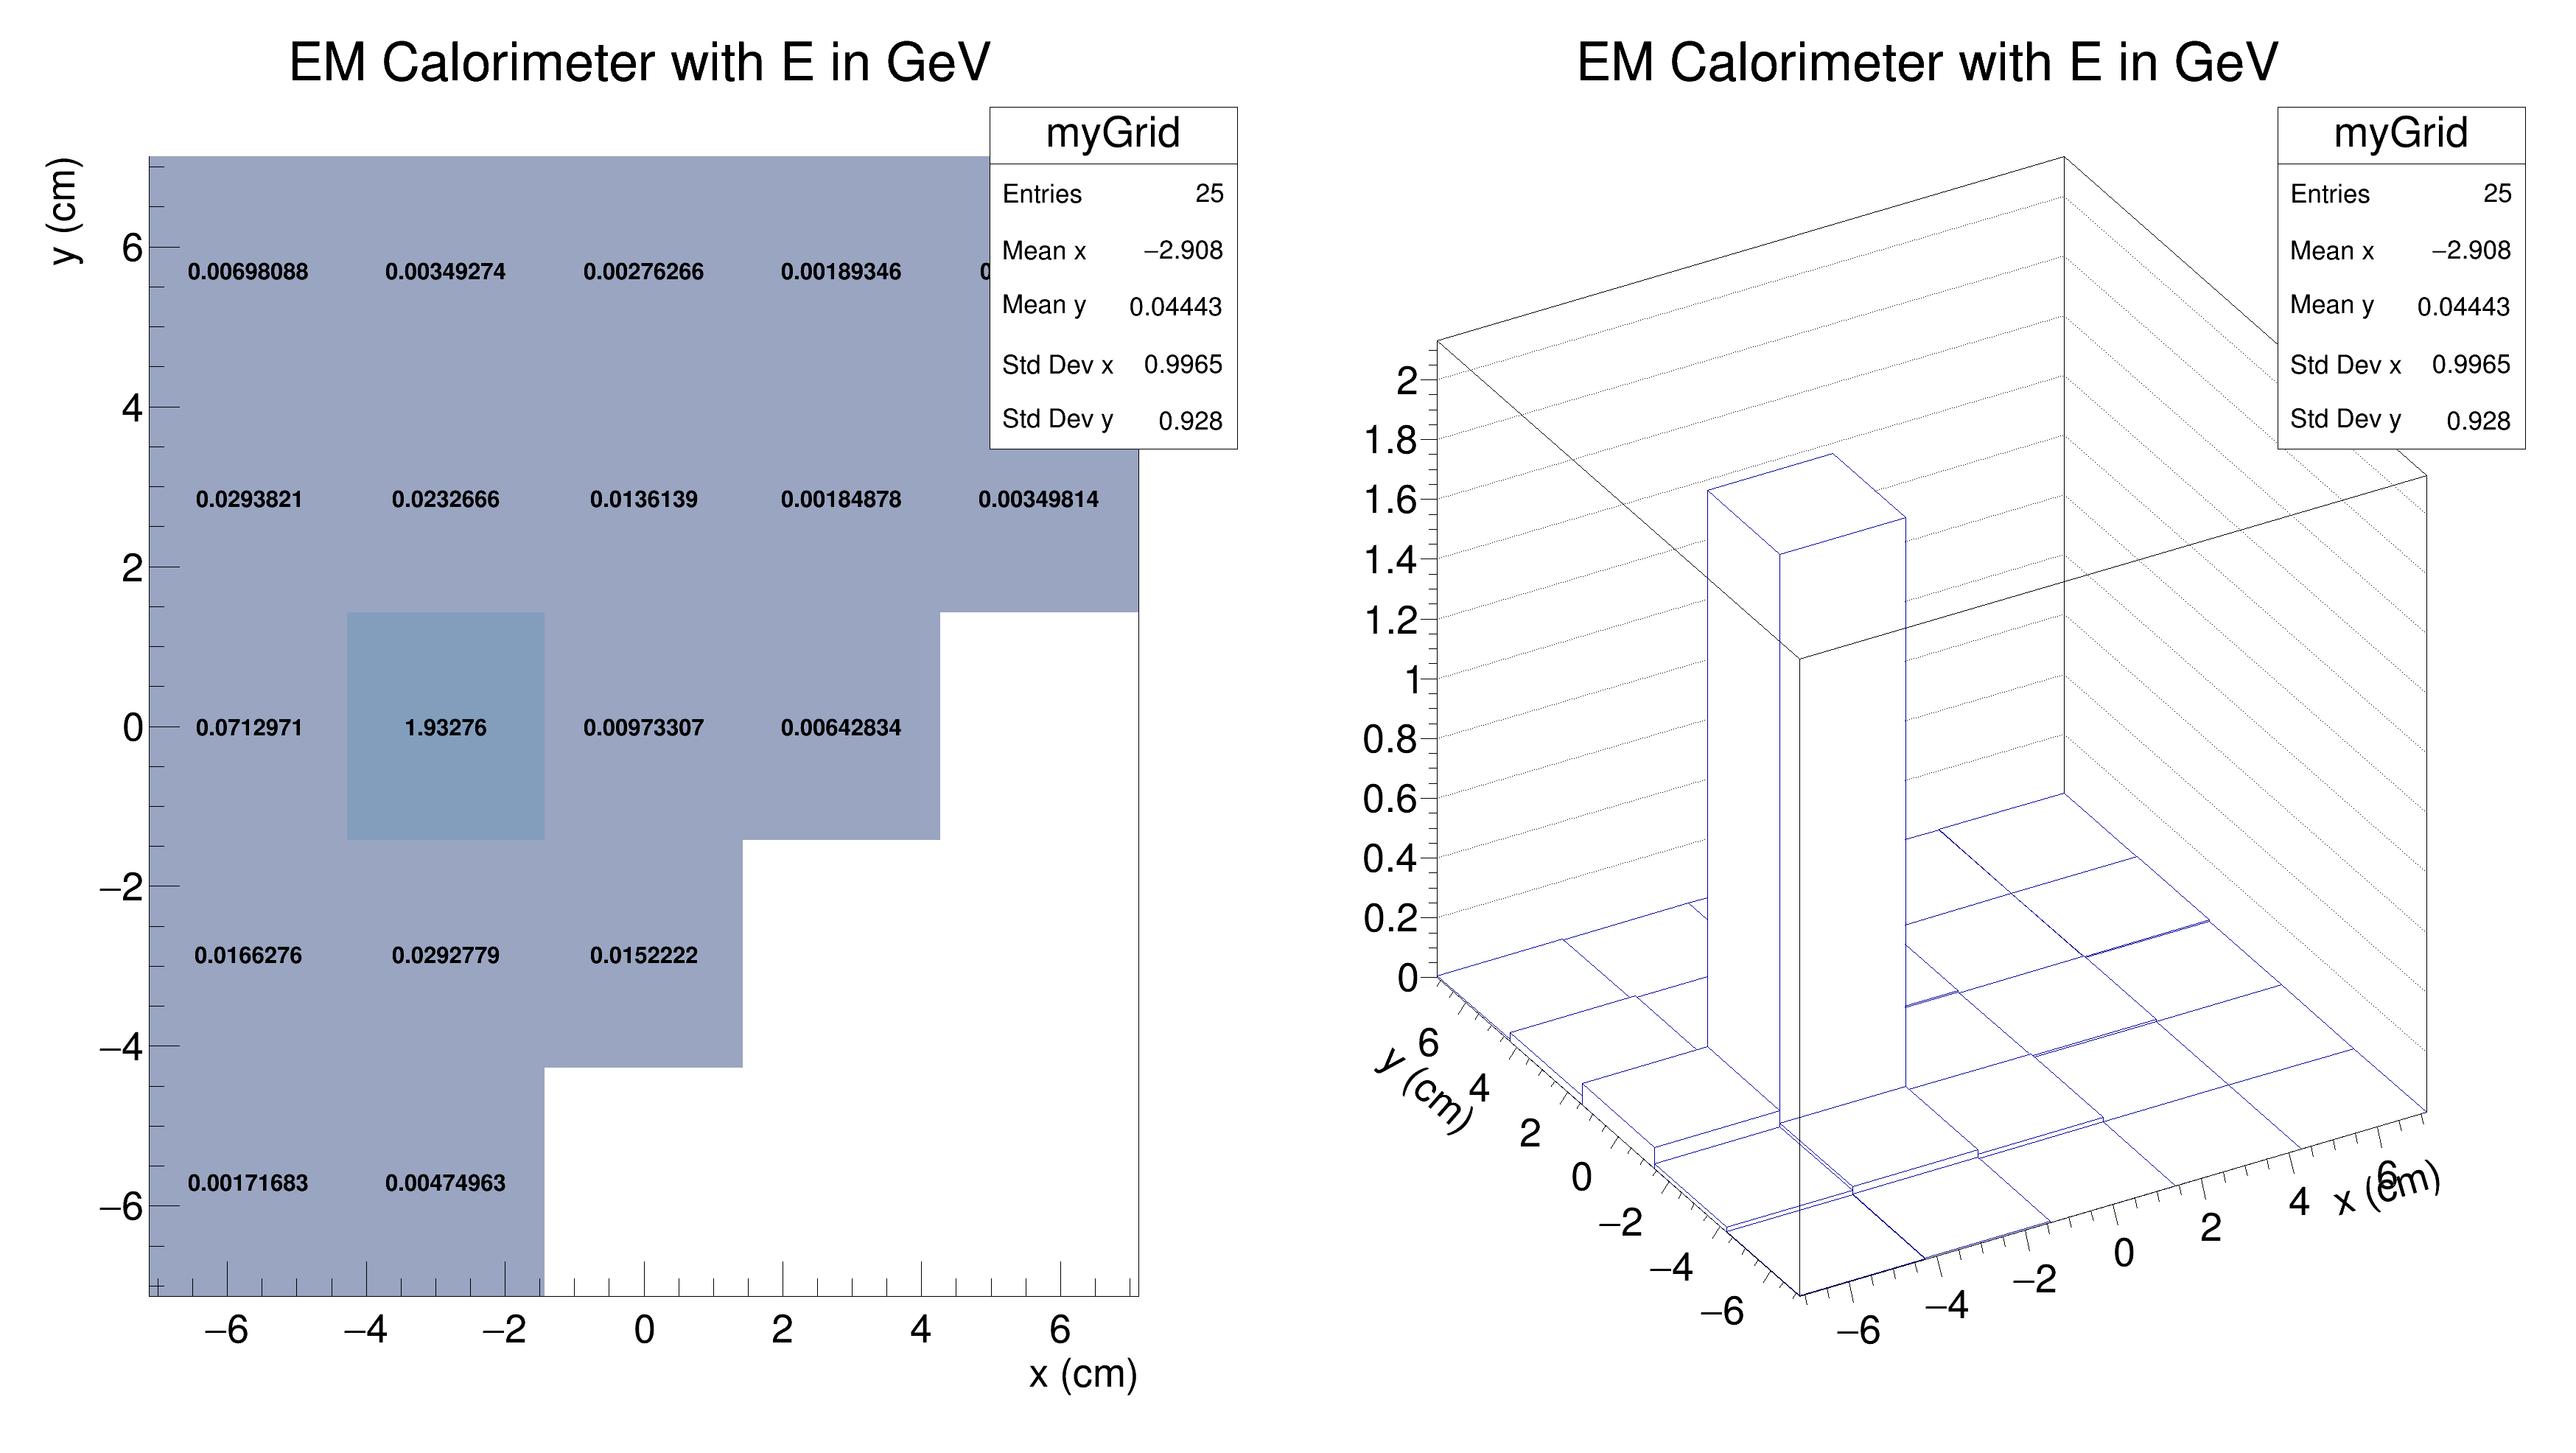 EM Calorimeter with E in GeV
myGrid
Entries 25
Mean x −2.908
Mean y 0.04443
Std Dev x 0.9965
Std Dev y 0.928
y (cm)
6
4
2
0
−2
−4
−6
0.00698088 0.00349274 0.00276266 0.00189346
0.0293821 0.0232666 0.0136139 0.00184878 0.00349814
0.0712971 1.93276 0.00973307 0.00642834
0.0166276 0.0292779 0.0152222
0.00171683 0.00474963
−6 −4 −2 0 2 4 6
x (cm)
EM Calorimeter with E in GeV
myGrid
Entries 25
Mean x −2.908
Mean y 0.04443
Std Dev x 0.9965
Std Dev y 0.928
2
1.8
1.6
1.4
1.2
1
0.8
0.6
0.4
0.2
0
y (cm)
6
4
2
0
−2
−4
−6
−6 −4 −2 0 2 4 6
x (cm)